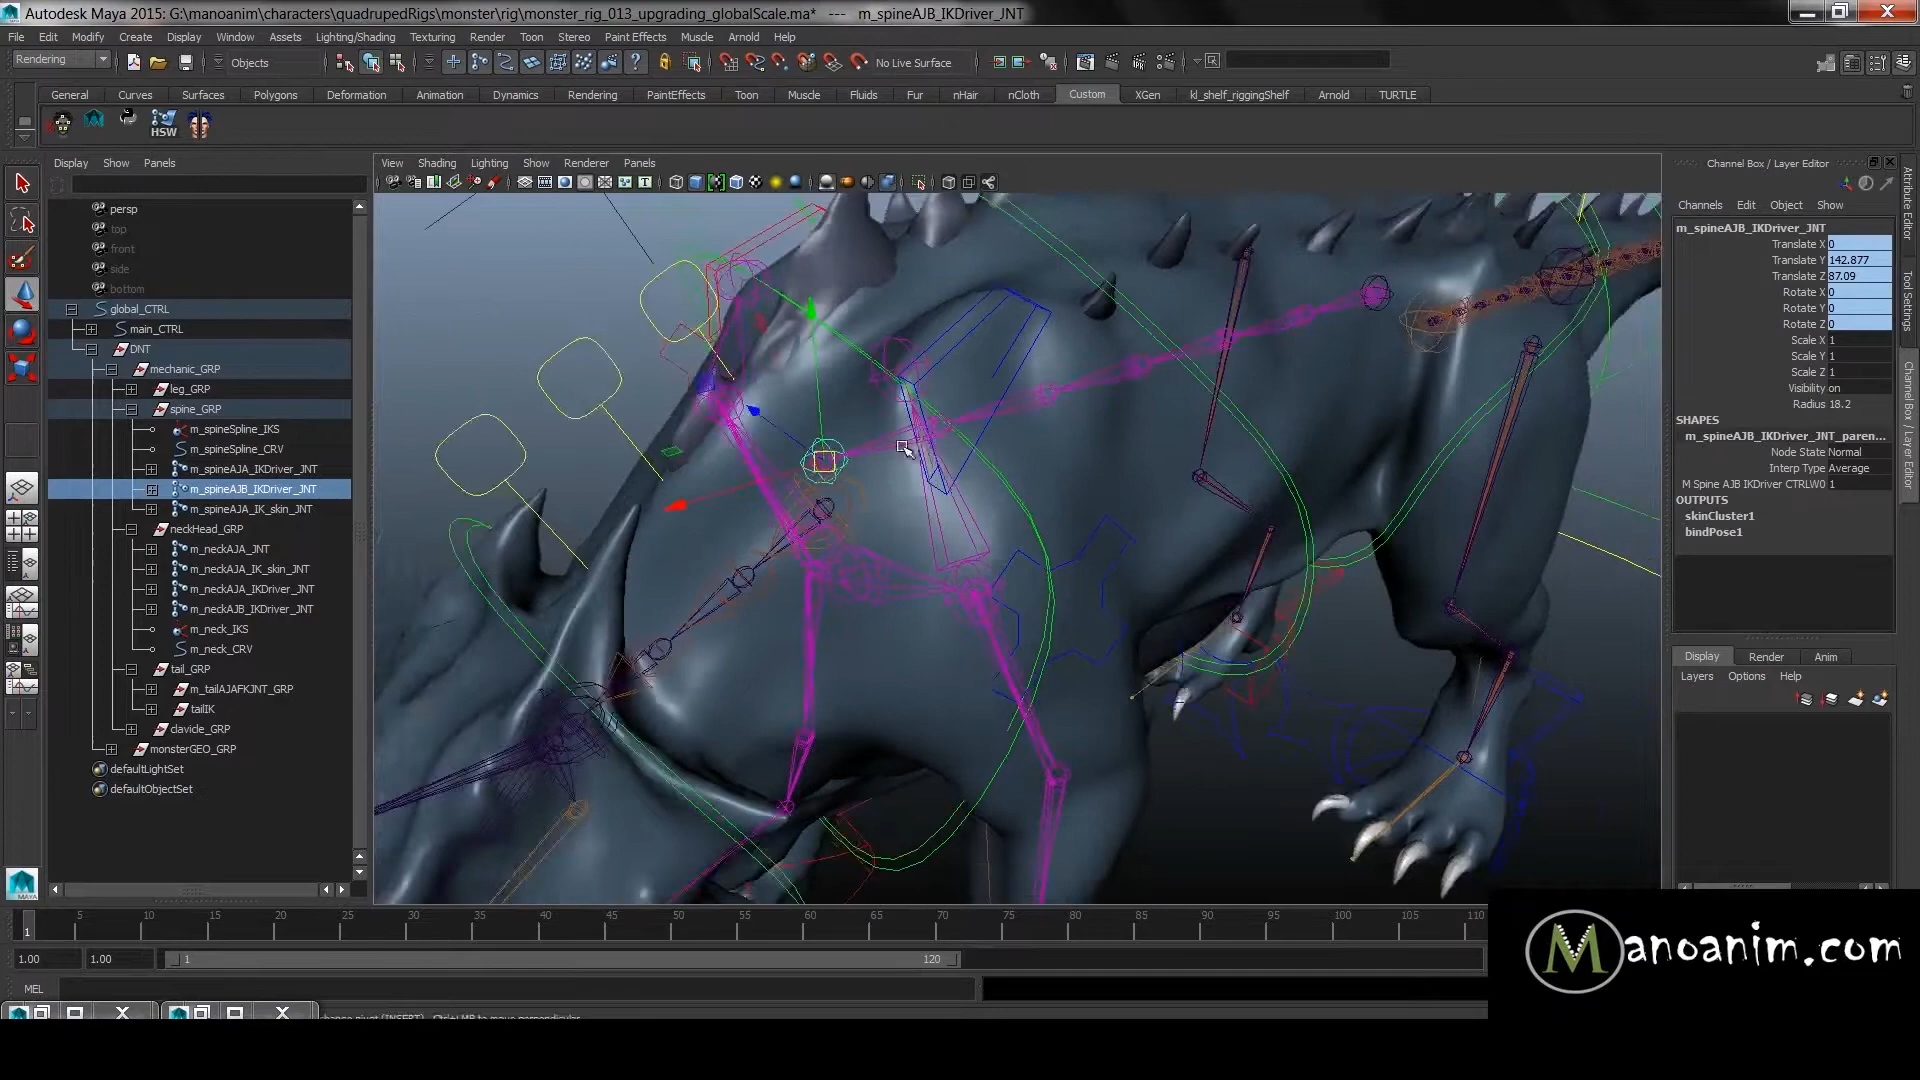 Autodesk Maya 2015: G:\manoanim\characters\quadrupedRigs\monster\rig\monster_rig_013_upgrading_globalScale.ma* --- m_spineAJB_IKDriver_JNT
File Edit Modify Create Display Window Assets Lighting/Shading Texturing Render Toon Stereo Paint Effects Muscle Arnold Help
Rendering Objects No Live Surface
General Curves Surfaces Polygons Deformation Animation Dynamics Rendering PaintEffects Toon Muscle Fluids Fur nHair nCloth Custom XGen kl_shelf_riggingShelf Arnold TURTLE
HSW
Display Show Panels
View Shading Lighting Show Renderer Panels
Channel Box / Layer Editor
persp
top
front
side
bottom
global_CTRL
main_CTRL
DNT
mechanic_GRP
leg_GRP
spine_GRP
m_spineSpline_IKS
m_spineSpline_CRV
m_spineAJA_IKDriver_JNT
m_spineAJB_IKDriver_JNT
m_spineAJA_IK_skin_JNT
neckHead_GRP
m_neckAJA_JNT
m_neckAJA_IK_skin_JNT
m_neckAJA_IKDriver_JNT
m_neckAJB_IKDriver_JNT
m_neck_IKS
m_neck_CRV
tail_GRP
m_tailAJAFKJNT_GRP
tailIK
clavicle_GRP
monsterGEO_GRP
defaultLightSet
defaultObjectSet
Channels Edit Object Show
m_spineAJB_IKDriver_JNT
Translate X 0
Translate Y 142.877
Translate Z 87.09
Rotate X 0
Rotate Y 0
Rotate Z 0
Scale X 1
Scale Y 1
Scale Z 1
Visibility on
Radius 18.2
SHAPES
m_spineAJB_IKDriver_JNT_paren...
Node State Normal
Interp Type Average
M Spine AJB IKDriver CTRLW0 1
OUTPUTS
skinCluster1
bindPose1
Display Render Anim
Layers Options Help
Attribute Editor
Tool Settings
Channel Box / Layer Editor
5 10 15 20 25 30 35 40 45 50 55 60 65 70 75 80 85 90 95 100 105 110
1
1.00 1.00 1 120
MEL
MAYA
Manoanim.com